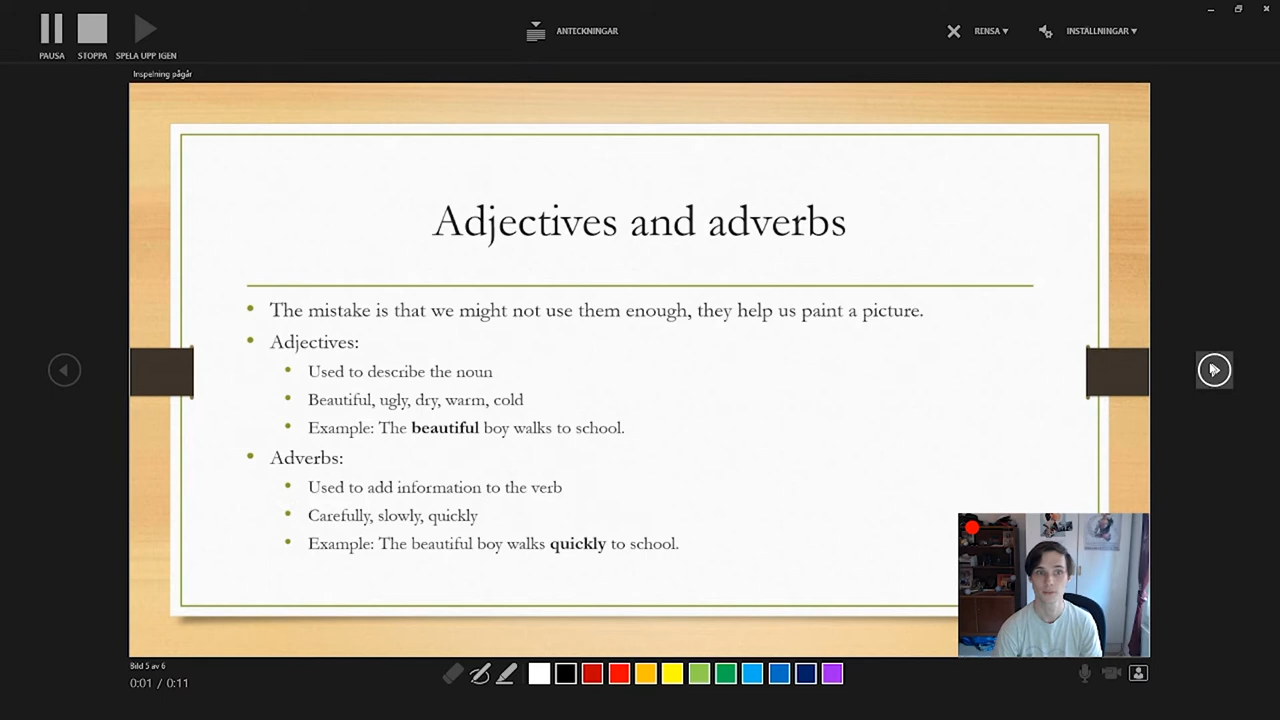 PAUSA
STOPPA
SPELA UPP IGEN
ANTECKNINGAR
RENSA
INSTÄLLNINGAR
Inspelning pågår
Adjectives and adverbs
• The mistake is that we might not use them enough, they help us paint a picture.
• Adjectives:
• Used to describe the noun
• Beautiful, ugly, dry, warm, cold
• Example: The beautiful boy walks to school.
• Adverbs:
• Used to add information to the verb
• Carefully, slowly, quickly
• Example: The beautiful boy walks quickly to school.
Bild 5 av 6
0:01 / 0:11